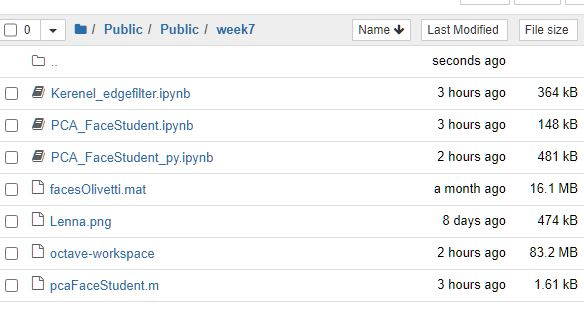 0 / Public / Public / week7 Name Last Modified File size
.. seconds ago
Kerenel_edgefilter.ipynb 3 hours ago 364 kB
PCA_FaceStudent.ipynb 3 hours ago 148 kB
PCA_FaceStudent_py.ipynb 2 hours ago 481 kB
facesOlivetti.mat a month ago 16.1 MB
Lenna.png 8 days ago 474 kB
octave-workspace 2 hours ago 83.2 MB
pcaFaceStudent.m 3 hours ago 1.61 kB